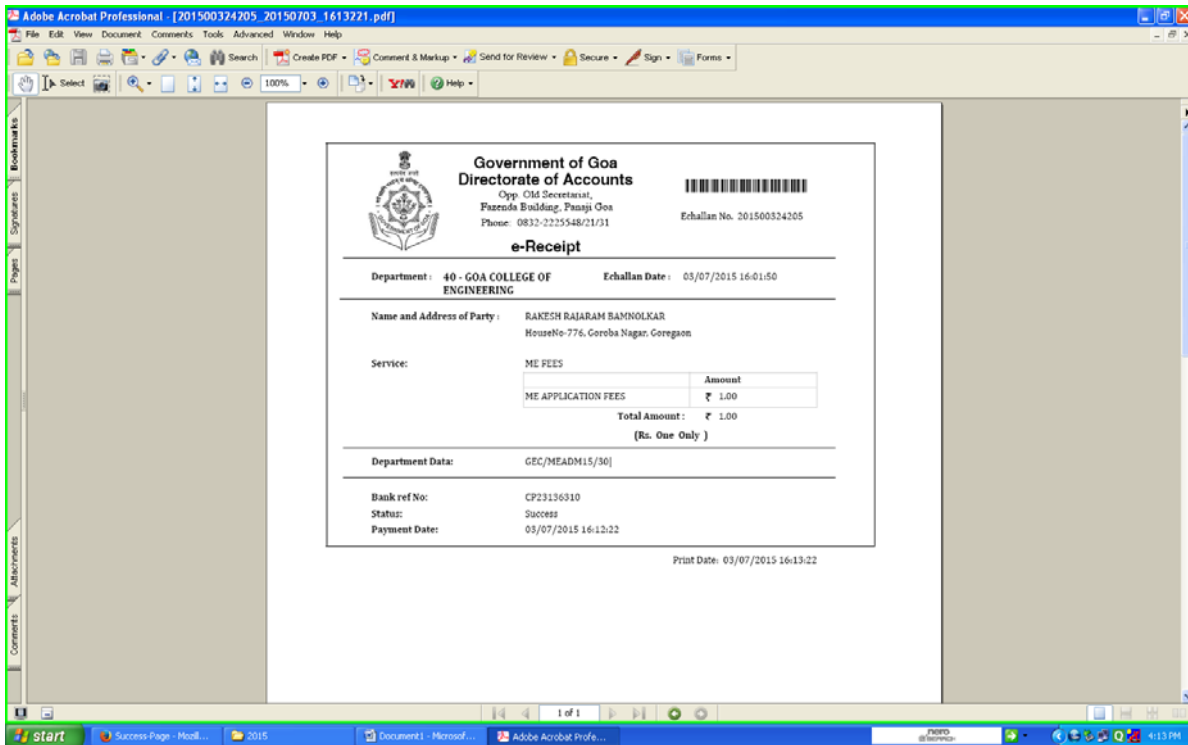 Adobe Acrobat Professional - [201500324205_20150703_1613221.pdf]
File Edit View Document Comments Tools Advanced Window Help
Search Create PDF Comment & Markup Send for Review Secure Sign Forms
Select 100% Y! Help
Bookmarks
Signatures
Pages
Attachments
Comments
Government of Goa
Directorate of Accounts
Opp. Old Secretariat,
Fazenda Building, Panaji Goa
Phone: 0832-2225548/21/31
e-Receipt
Echallan No. 201500324205
Department : 40 - GOA COLLEGE OF ENGINEERING
Echallan Date : 03/07/2015 16:01:50
Name and Address of Party : RAKESH RAJARAM BAMNOLKAR
HouseNo-776, Goroba Nagar, Goregaon
Service: ME FEES
Amount
ME APPLICATION FEES ₹ 1.00
Total Amount : ₹ 1.00
(Rs. One Only )
Department Data: GEC/MEADM15/30|
Bank ref No: CP23136310
Status: Success
Payment Date: 03/07/2015 16:12:22
Print Date: 03/07/2015 16:13:22
1 of 1
start Success-Page - Mozill... 2015 Document1 - Microsof... Adobe Acrobat Profe... nero 4:13 PM